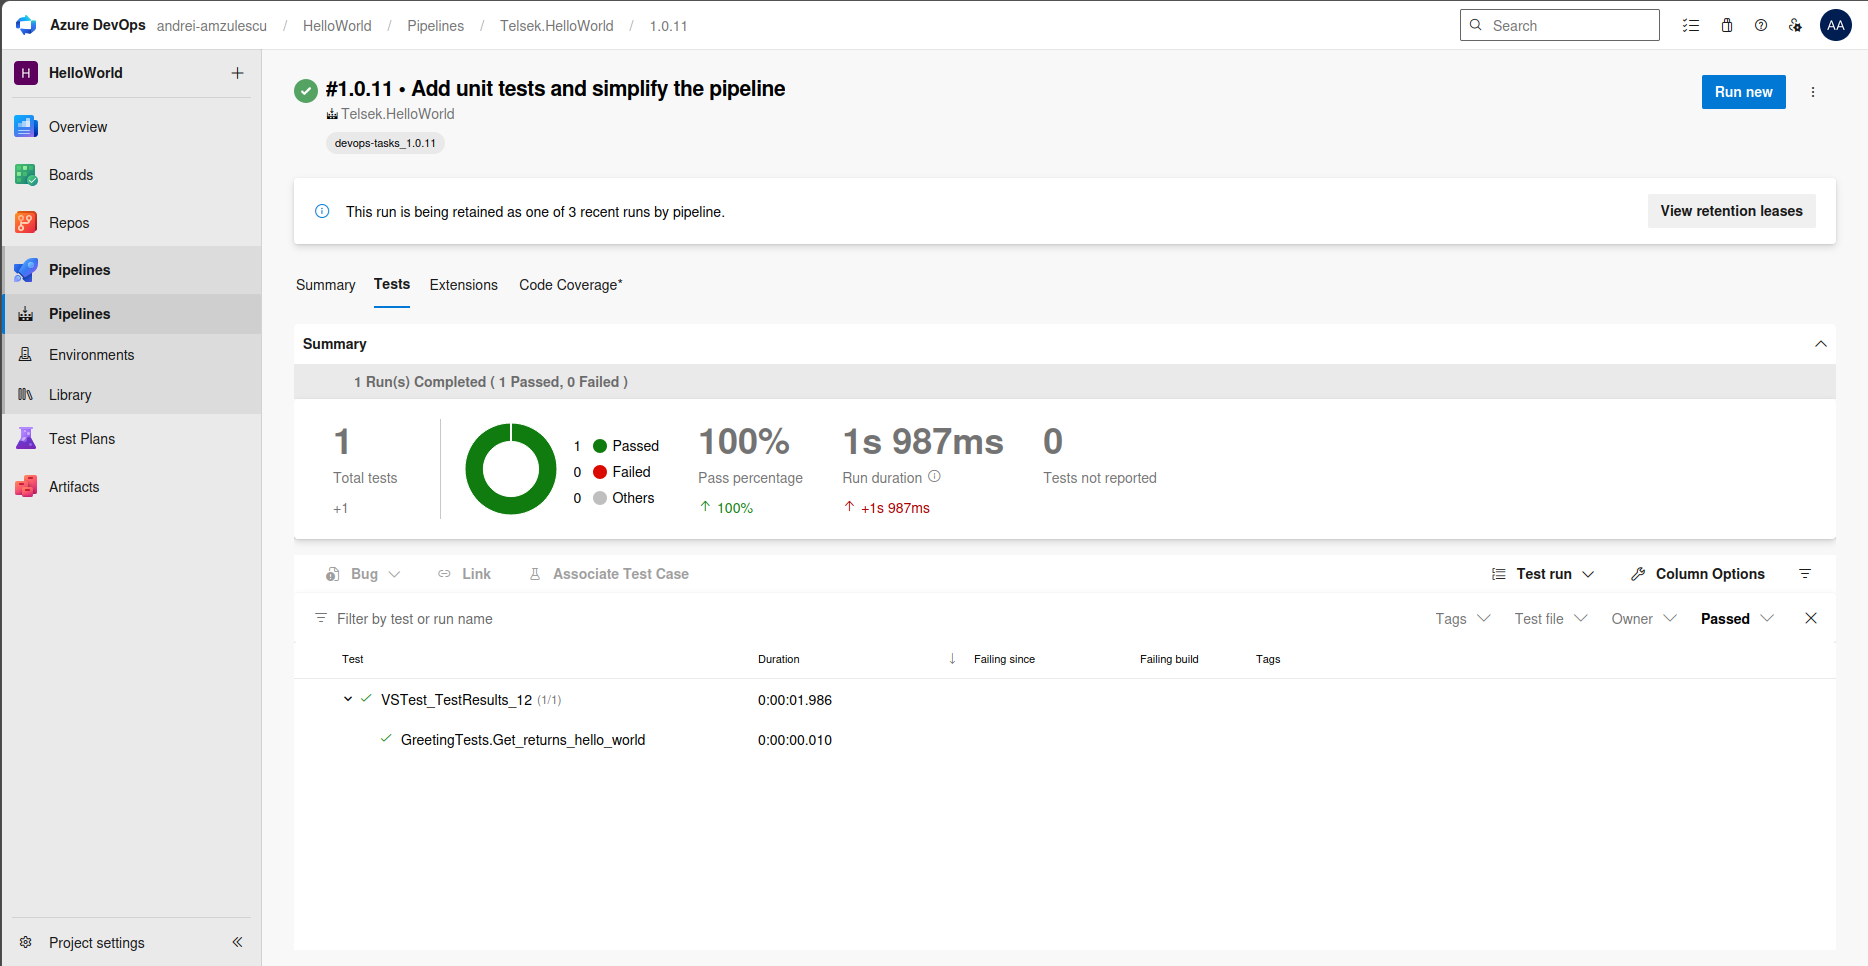 Azure DevOps andrei-amzulescu / HelloWorld / Pipelines / Telsek.HelloWorld / 1.0.11
Search
AA
H HelloWorld
Overview
Boards
Repos
Pipelines
Pipelines
Environments
Library
Test Plans
Artifacts
Project settings
#1.0.11 • Add unit tests and simplify the pipeline
Telsek.HelloWorld
devops-tasks_1.0.11
Run new
This run is being retained as one of 3 recent runs by pipeline.
View retention leases
Summary Tests Extensions Code Coverage*
Summary
1 Run(s) Completed ( 1 Passed, 0 Failed )
1
Total tests
+1
1 Passed
0 Failed
0 Others
100%
Pass percentage
100%
1s 987ms
Run duration
+1s 987ms
0
Tests not reported
Bug Link Associate Test Case Test run Column Options
Filter by test or run name Tags Test file Owner Passed
Test Duration Failing since Failing build Tags
VSTest_TestResults_12 (1/1) 0:00:01.986
GreetingTests.Get_returns_hello_world 0:00:00.010